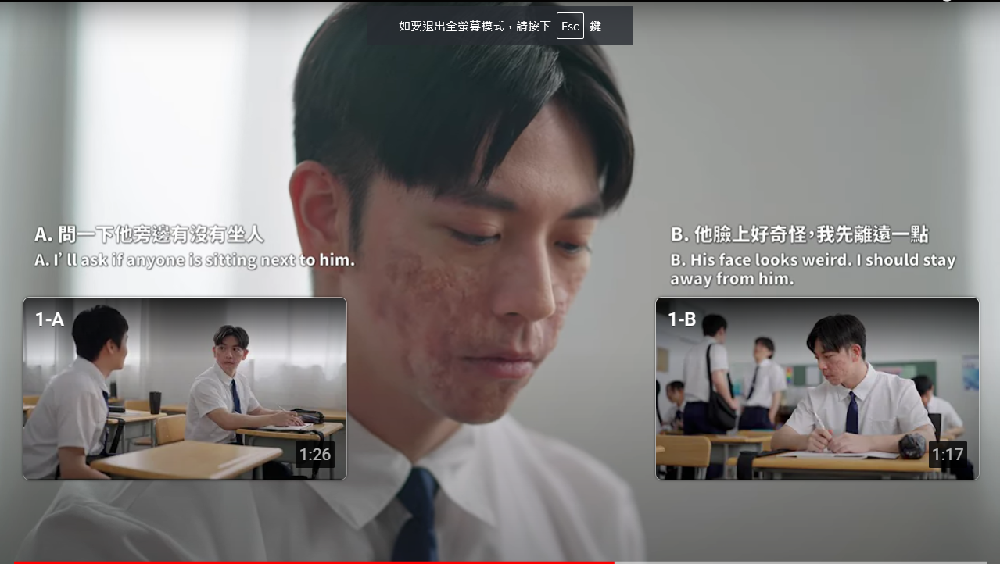 如要退出全螢幕模式，請按下 Esc 鍵
A. 問一下他旁邊有沒有坐人
A. I'll ask if anyone is sitting next to him.
1-A
1:26
B. 他臉上好奇怪，我先離遠一點
B. His face looks weird. I should stay
away from him.
1-B
1:17